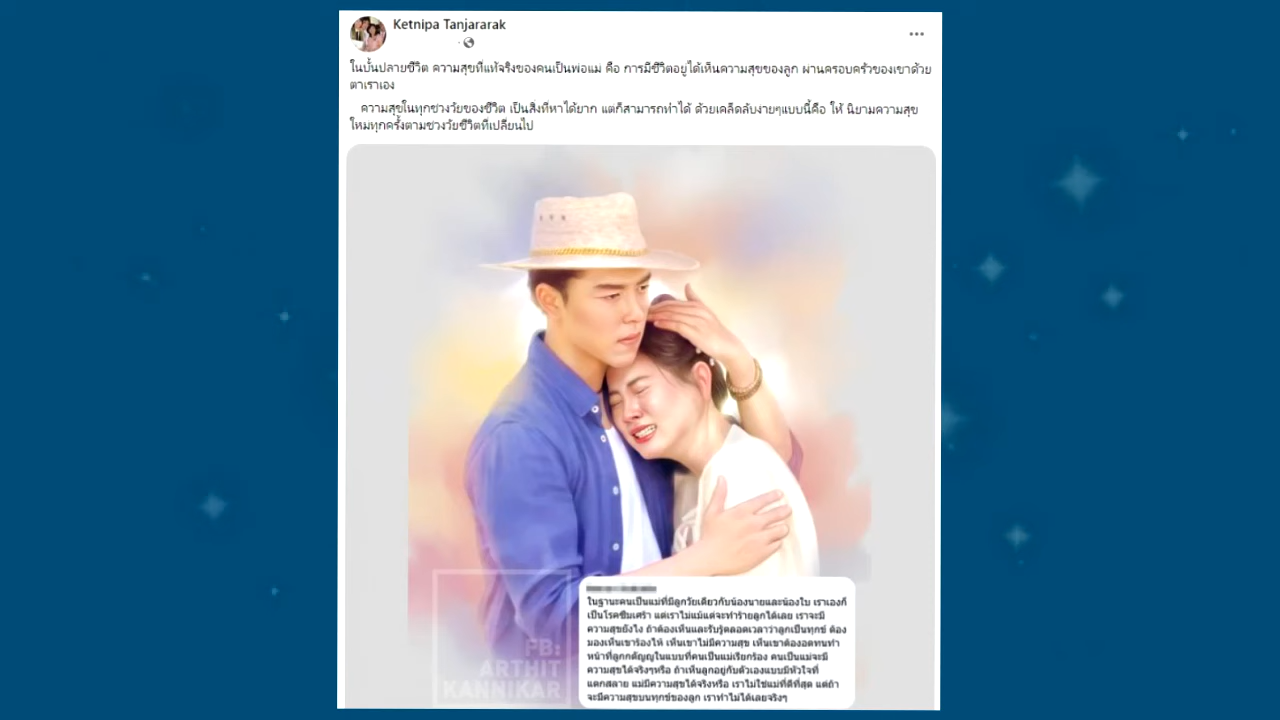 Ketnipa Tanjararak
ในบั้นปลายชีวิต ความสุขที่แท้จริงของคนเป็นพ่อแม่ คือ การมีชีวิตอยู่ได้เห็นความสุขของลูก ผ่านครอบครัวของเขาด้วย
ตาเราเอง
ความสุขในทุกช่วงวัยของชีวิต เป็นสิ่งที่หาได้ยาก แต่ก็สามารถทำได้ ด้วยเคล็ดลับง่ายๆแบบนี้คือ ให้ นิยามความสุข
ใหม่ทุกครั้งตามช่วงวัยชีวิตที่เปลี่ยนไป
ในฐานะคนเป็นแม่ที่มีลูกวัยเดียวกับน้องนายและน้องใบ เราเองก็
เป็นโรคซึมเศร้า แต่เราไม่แม้แต่จะทำร้ายลูกได้เลย เราจะมี
ความสุขยังไง ถ้าต้องเห็นและรับรู้ตลอดเวลาว่าลูกเป็นทุกข์ ต้อง
มองเห็นเขาร้องไห้ เห็นเขาไม่มีความสุข เห็นเขาต้องอดทนทำ
หน้าที่ลูกกตัญญูในแบบที่คนเป็นแม่เรียกร้อง คนเป็นแม่จะมี
ความสุขได้จริงๆหรือ ถ้าเห็นลูกอยู่กับตัวเองแบบมีหัวใจที่
แตกสลาย แม่มีความสุขได้จริงหรือ เราไม่ใช่แม่ที่ดีที่สุด แต่ถ้า
จะมีความสุขบนทุกข์ของลูก เราทำไม่ได้เลยจริงๆ
FB:
ARTHIT
KANNIKAR